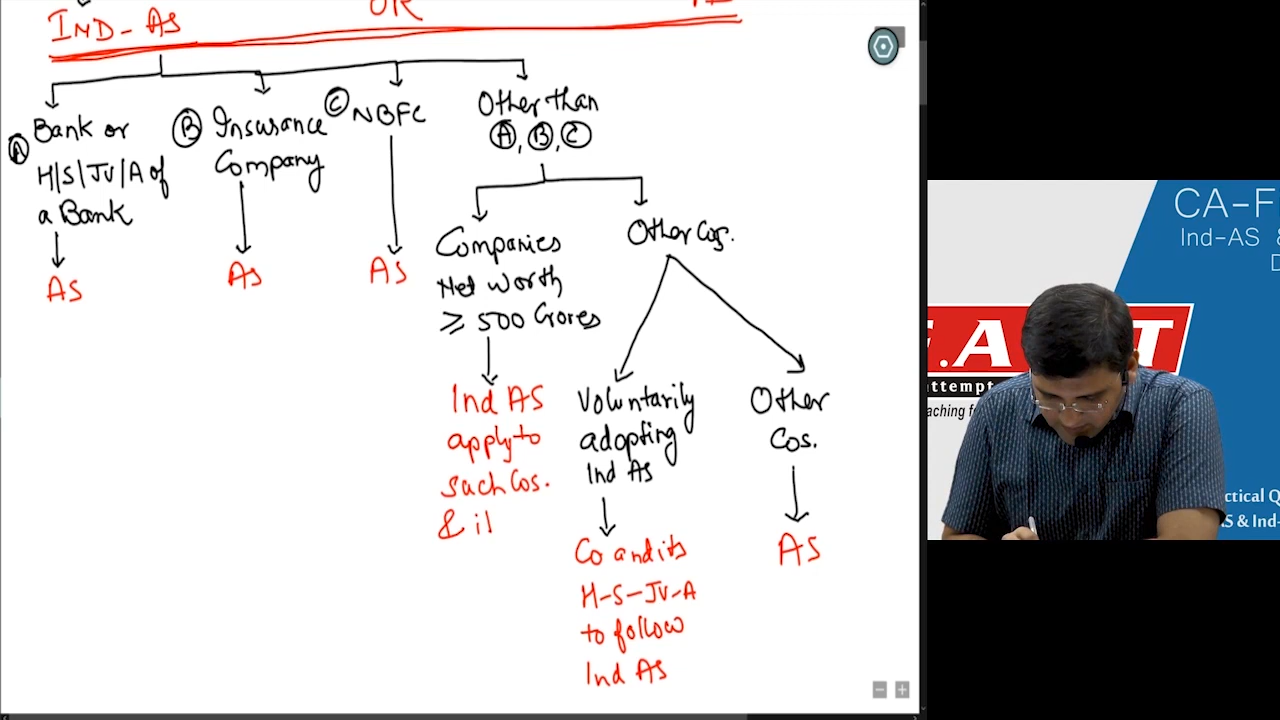 IND-AS
OR
A Bank or
H/S/JV/A of
a Bank
AS
B Insurance
Company
AS
C NBFC
AS
Other than
A, B, C
Companies
Net Worth
≥ 500 Crores
Ind AS
apply to
such Cos.
& it
Other Cos.
Voluntarily
adopting
Ind AS
Co and its
H-S-JV-A
to follow
Ind AS
Other
Cos.
AS
CA-F
Ind-AS &
D
.A T
attempt
aching f
ctical Q
S & Ind-